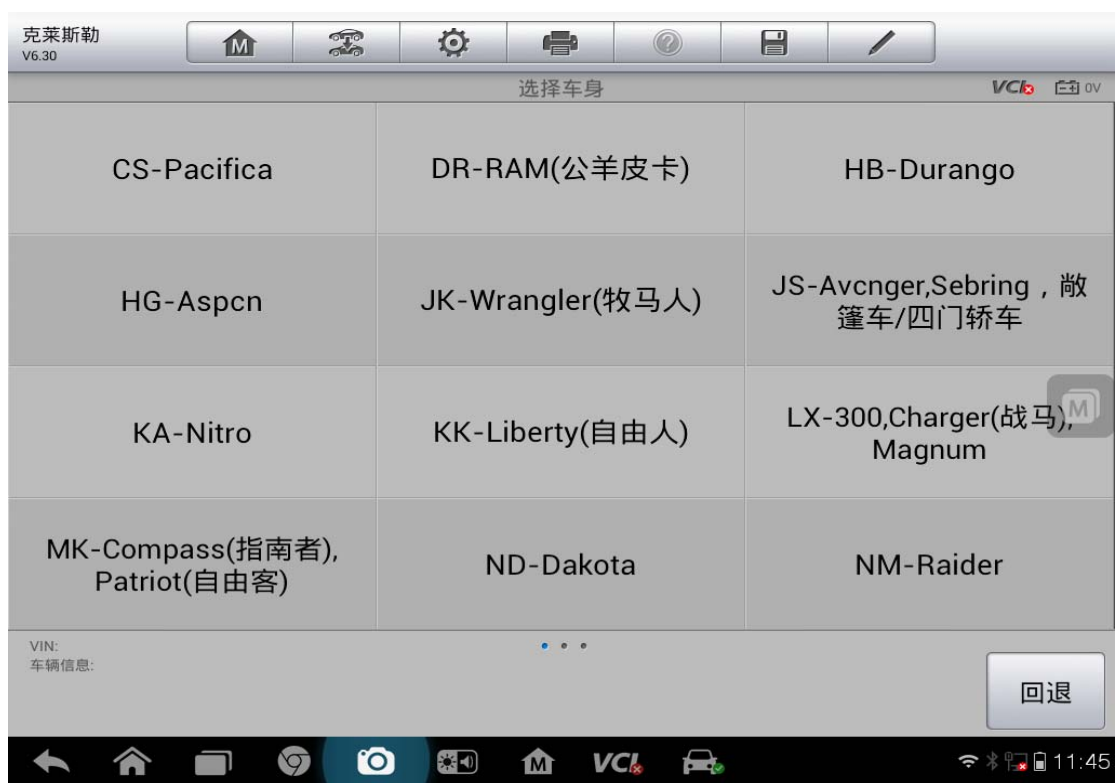 克莱斯勒
V6.30
M
选择车身
VCI
0V
CS-Pacifica
DR-RAM(公羊皮卡)
HB-Durango
HG-Aspcn
JK-Wrangler(牧马人)
JS-Avcnger,Sebring，敞
篷车/四门轿车
KA-Nitro
KK-Liberty(自由人)
LX-300,Charger(战马),
Magnum
M
MK-Compass(指南者),
Patriot(自由客)
ND-Dakota
NM-Raider
VIN:
车辆信息:
回退
M
VCI
11:45